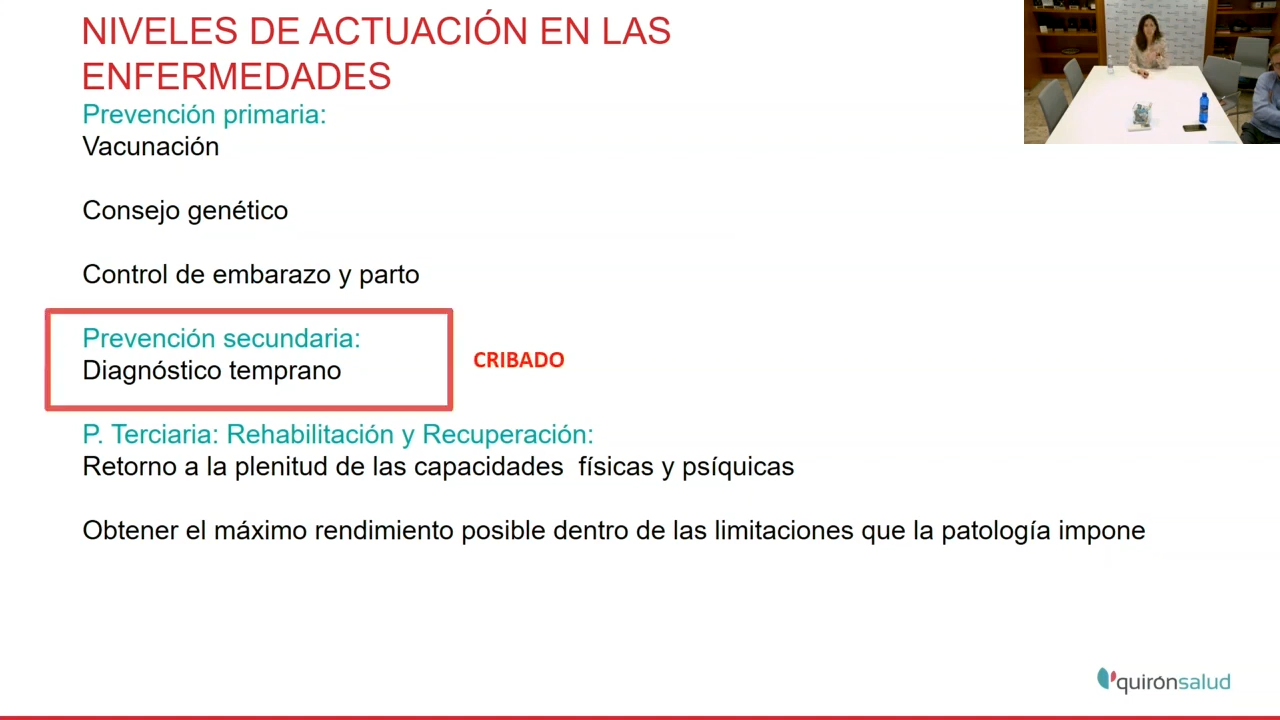 NIVELES DE ACTUACIÓN EN LAS
ENFERMEDADES
Prevención primaria:
Vacunación
Consejo genético
Control de embarazo y parto
Prevención secundaria:
Diagnóstico temprano
CRIBADO
P. Terciaria: Rehabilitación y Recuperación:
Retorno a la plenitud de las capacidades físicas y psíquicas
Obtener el máximo rendimiento posible dentro de las limitaciones que la patología impone
quirónsalud